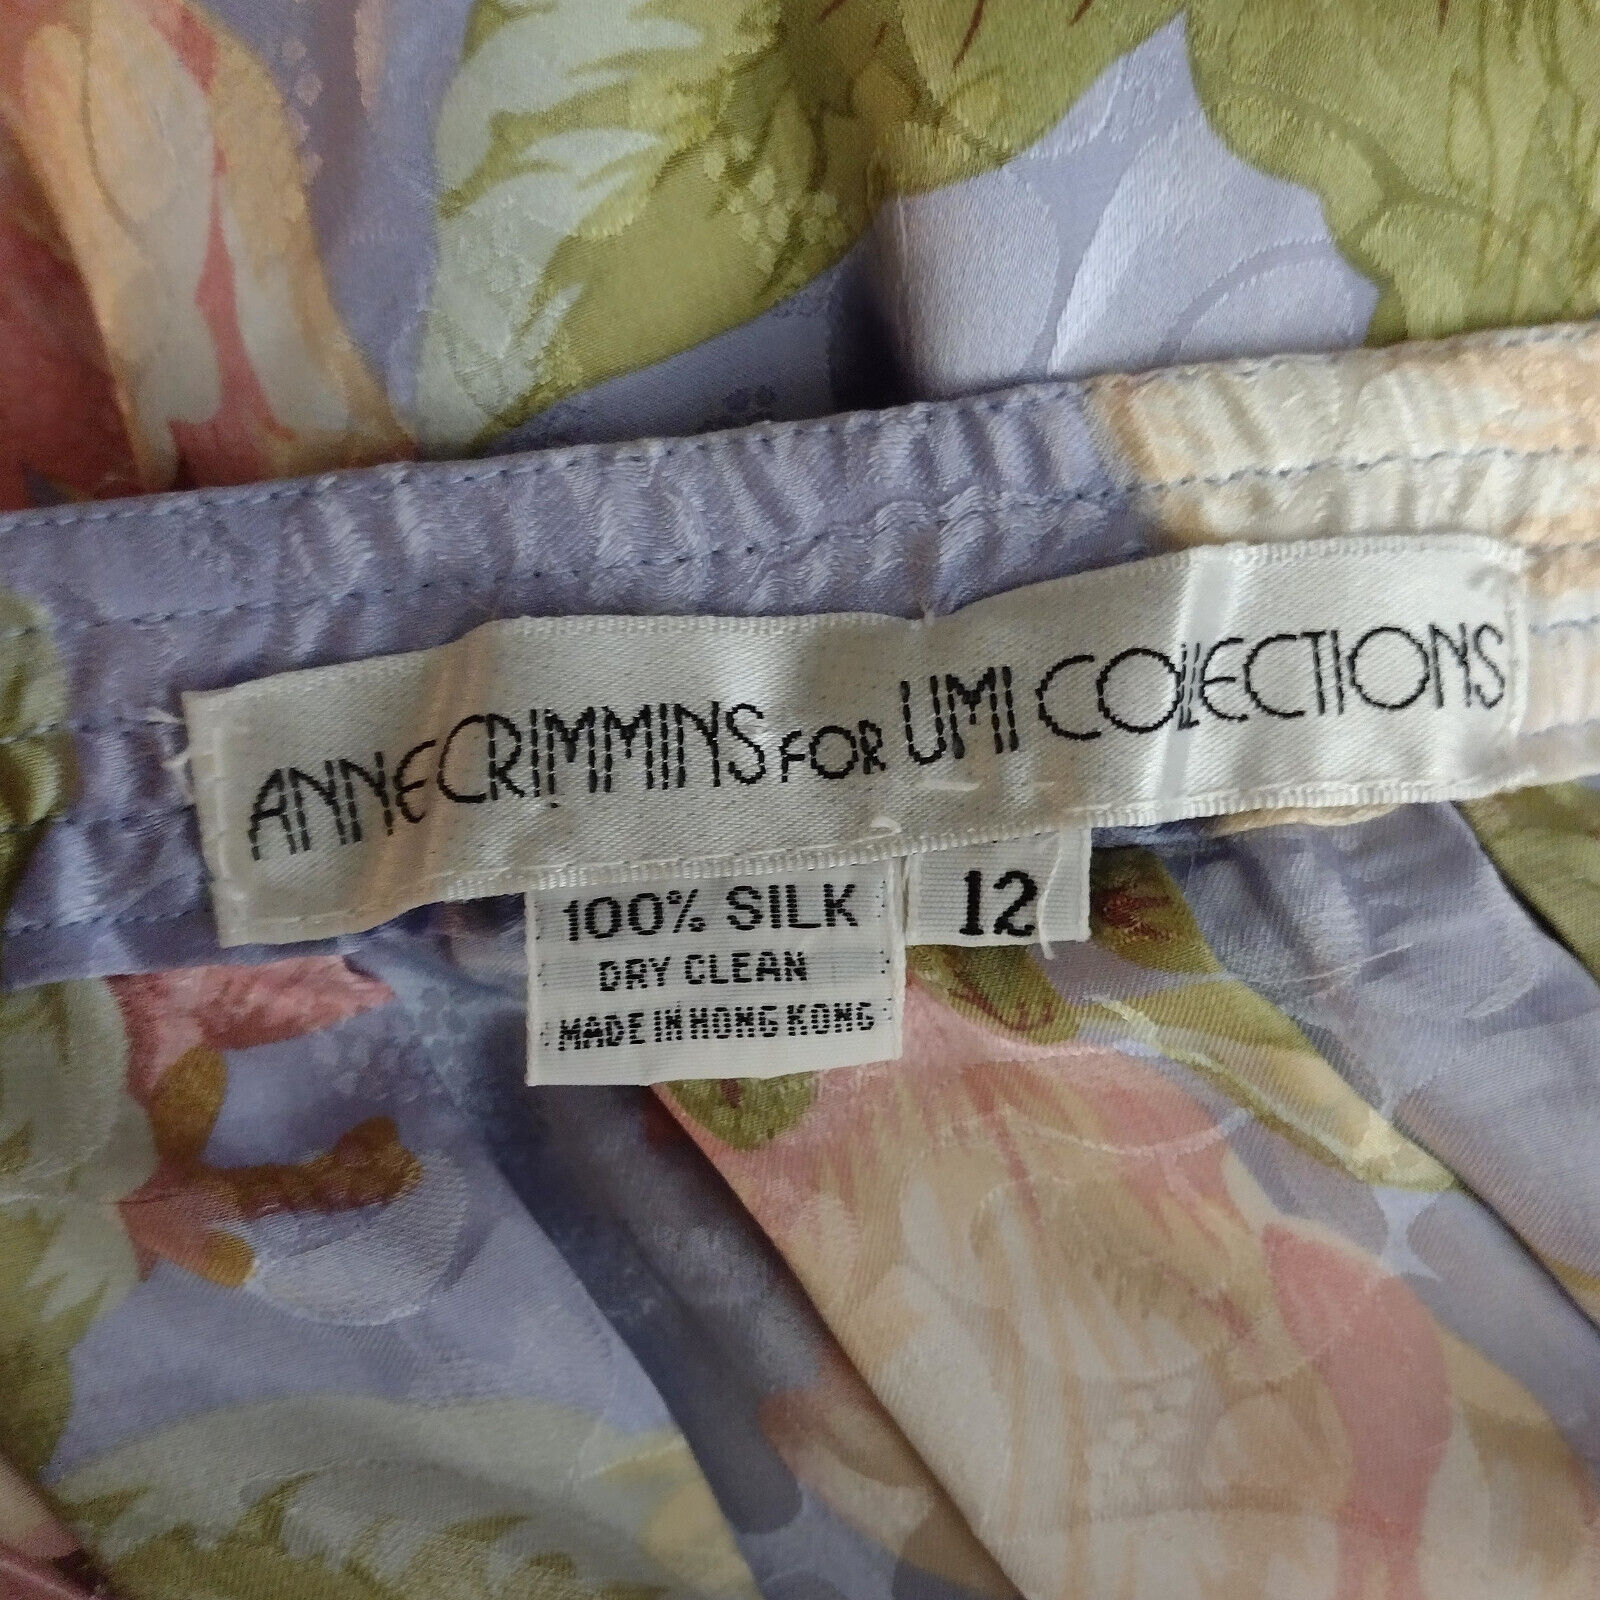 ANNE CRIMMINS FOR UMI COLLECTIONS
100% SILK
DRY CLEAN
MADE IN HONG KONG
12